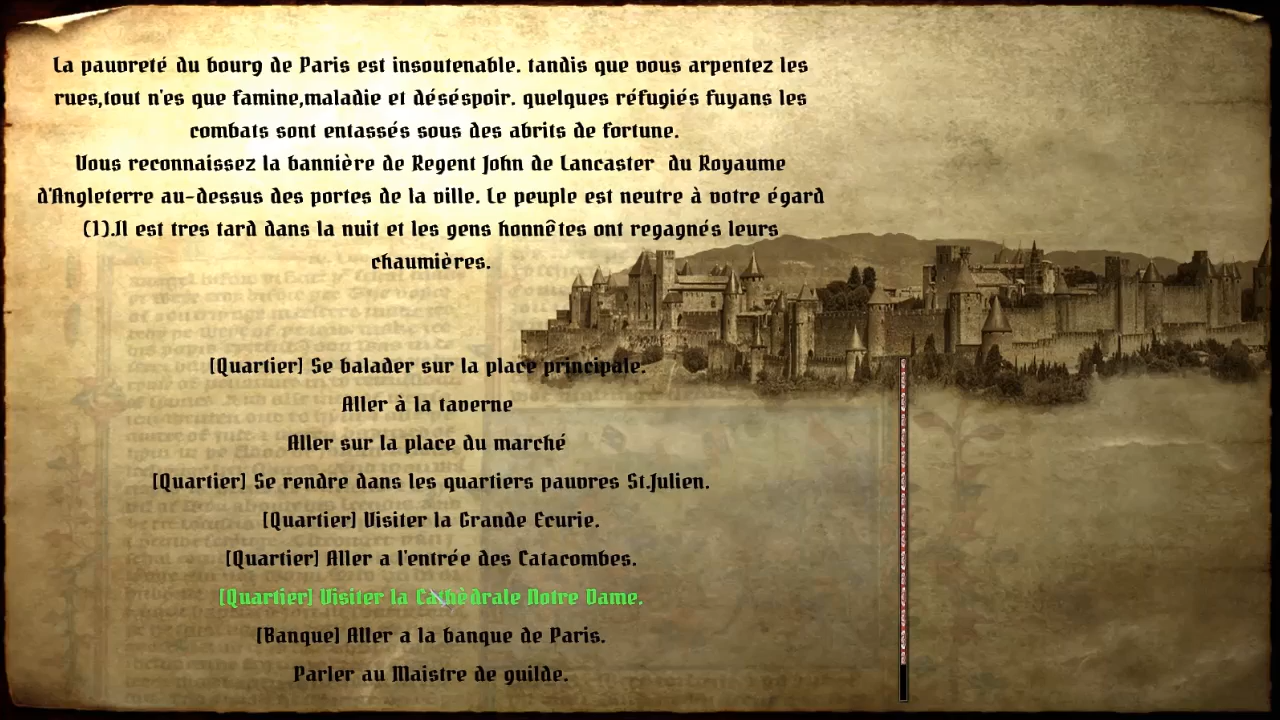 La pauvreté du bourg de Paris est insoutenable. tandis que vous arpentez les
rues,tout n'es que famine,maladie et déséspoir. quelques réfugiés fuyans les
combats sont entassés sous des abrits de fortune.
Vous reconnaissez la bannière de Regent John de Lancaster du Royaume
d'Angleterre au-dessus des portes de la ville. Le peuple est neutre à votre égard
(1).Il est tres tard dans la nuit et les gens honnêtes ont regagnés leurs
chaumières.
[Quartier] Se balader sur la place principale.
Aller à la taverne
Aller sur la place du marché
[Quartier] Se rendre dans les quartiers pauvres St.Julien.
[Quartier] Visiter la Grande Ecurie.
[Quartier] Aller a l'entrée des Catacombes.
[Quartier] Visiter la Cathèdrale Notre Dame.
[Banque] Aller a la banque de Paris.
Parler au Maistre de guilde.